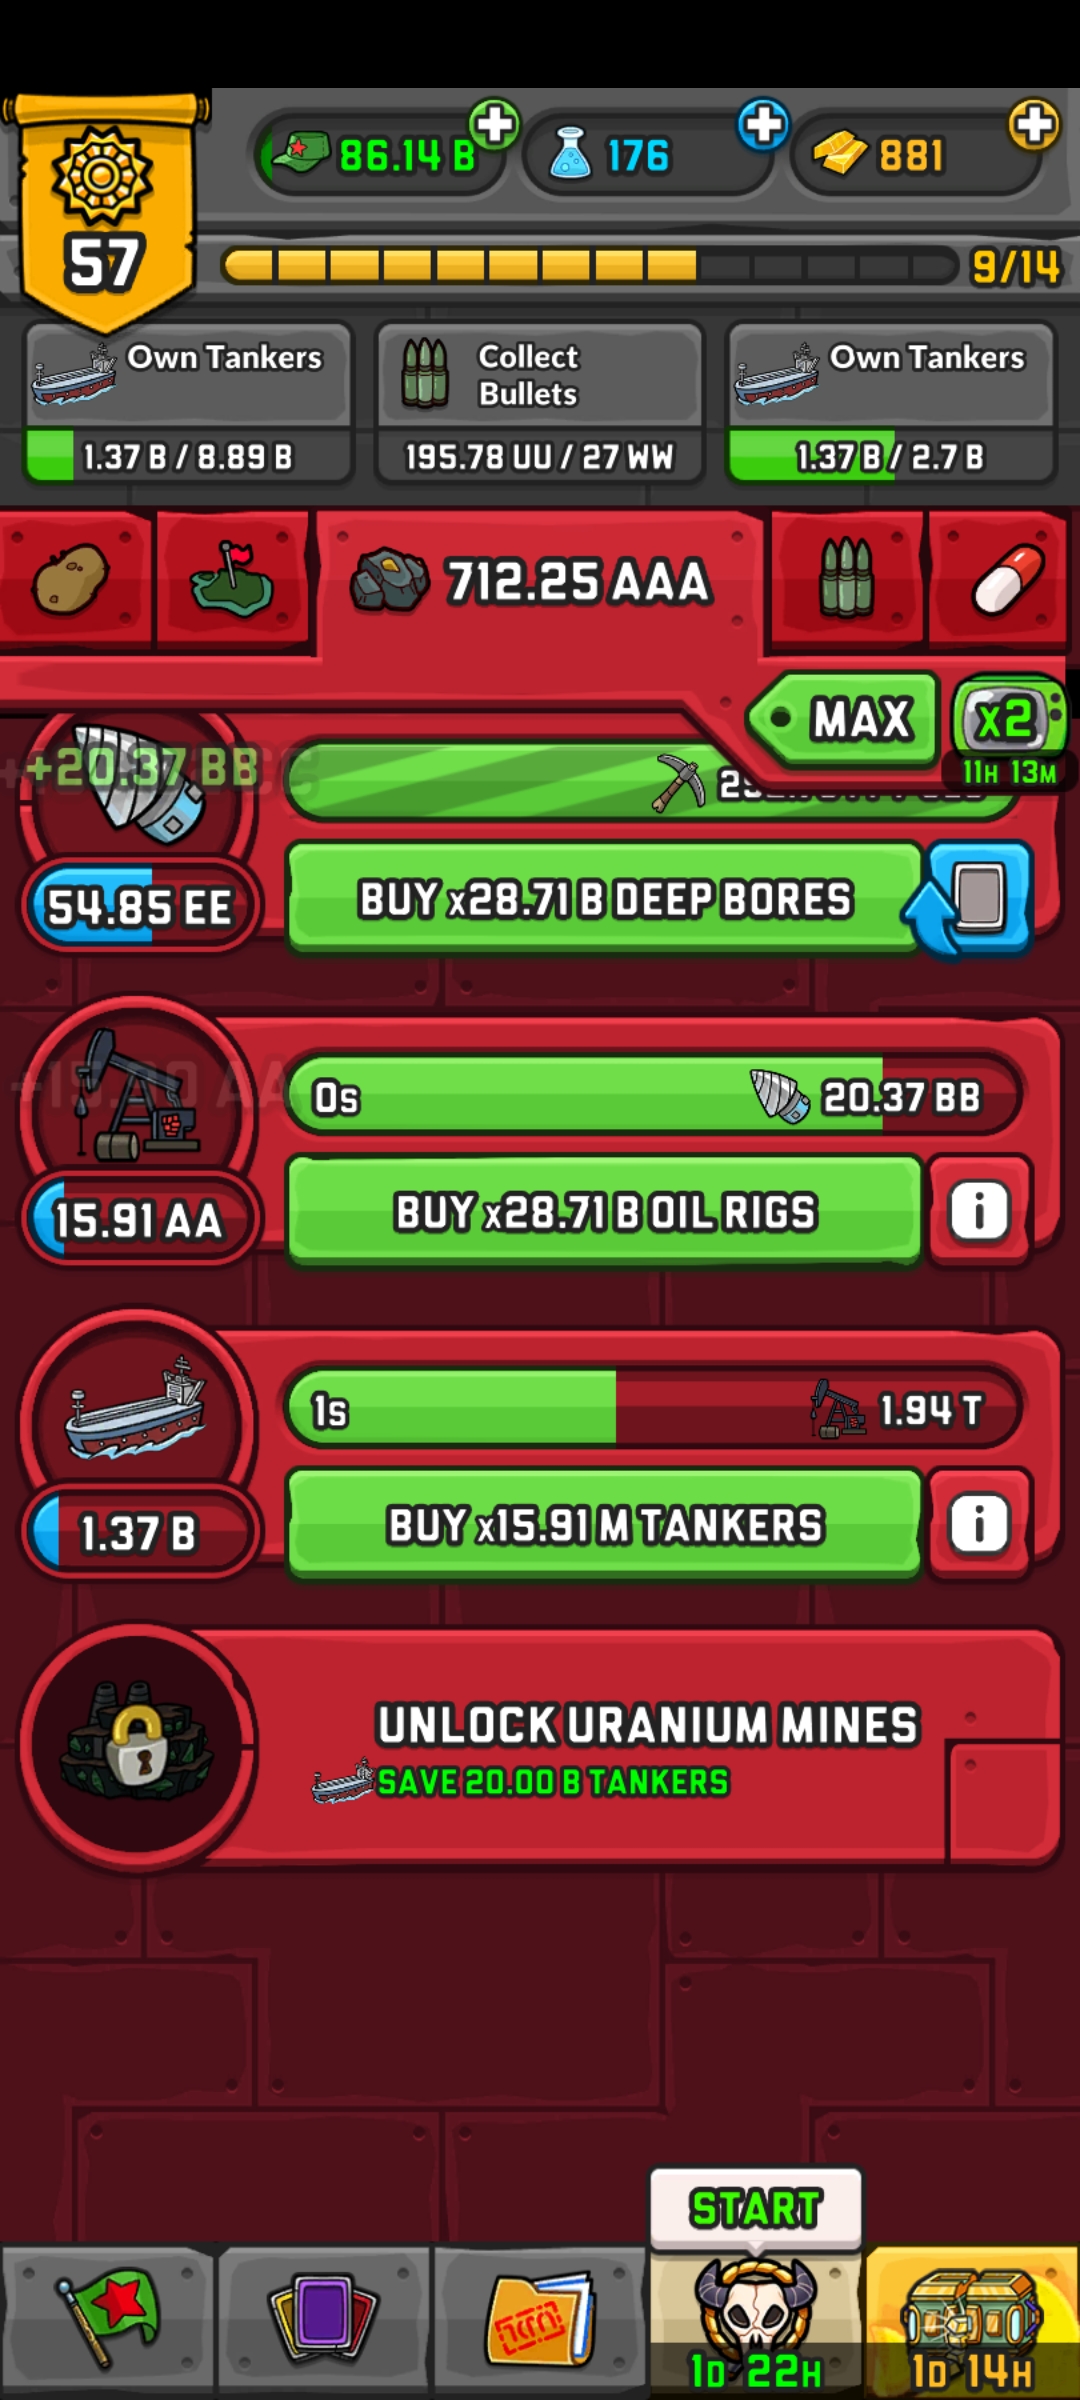 86.14 B
176
881
57
9/14
Own Tankers
1.37 B / 8.89 B
Collect
Bullets
195.78 UU / 27 WW
Own Tankers
1.37 B / 2.7 B
712.25 AAA
MAX
x2
11H 13M
+20.37 BB
54.85 EE
BUY x28.71 B DEEP BORES
0s
20.37 BB
15.91 AA
BUY x28.71 B OIL RIGS
i
1s
1.94 T
1.37 B
BUY x15.91 M TANKERS
i
UNLOCK URANIUM MINES
SAVE 20.00 B TANKERS
START
1D 22H
1D 14H